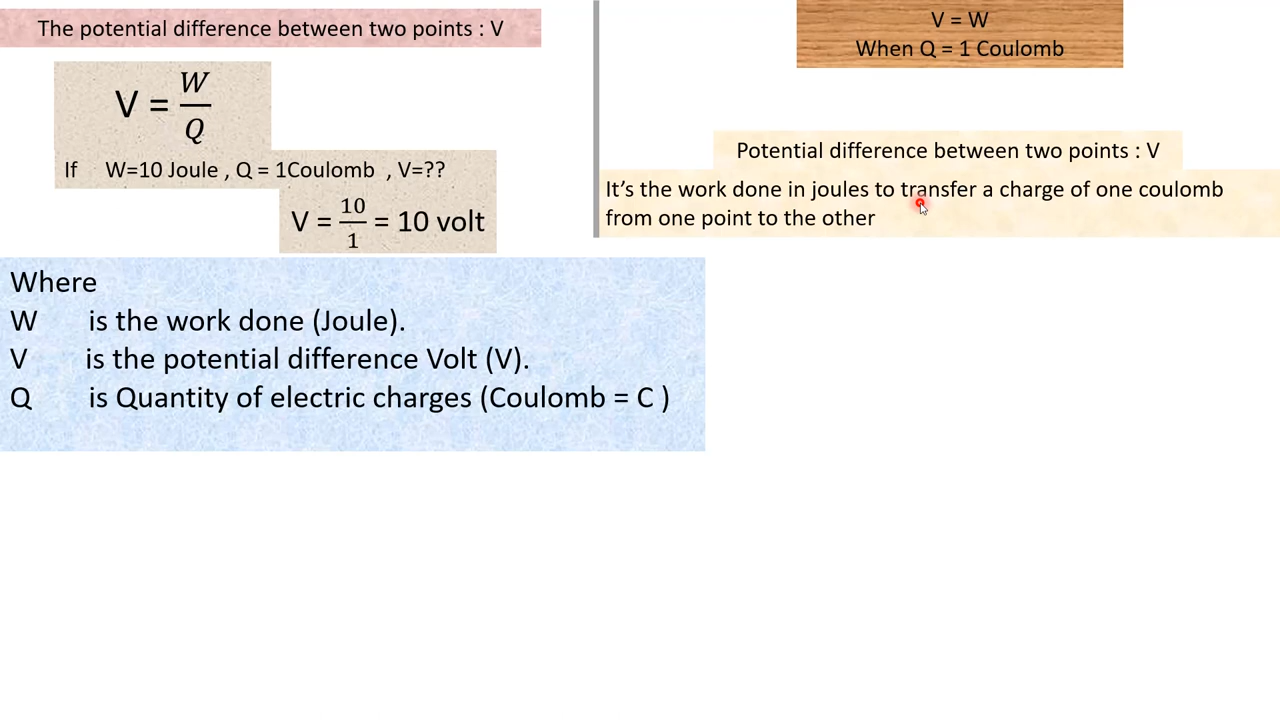 The potential difference between two points : V
V = W/Q
If W=10 Joule , Q = 1Coulomb , V=??
V = 10/1 = 10 volt
Where
W is the work done (Joule).
V is the potential difference Volt (V).
Q is Quantity of electric charges (Coulomb = C )
V = W
When Q = 1 Coulomb
Potential difference between two points : V
It’s the work done in joules to transfer a charge of one coulomb
from one point to the other